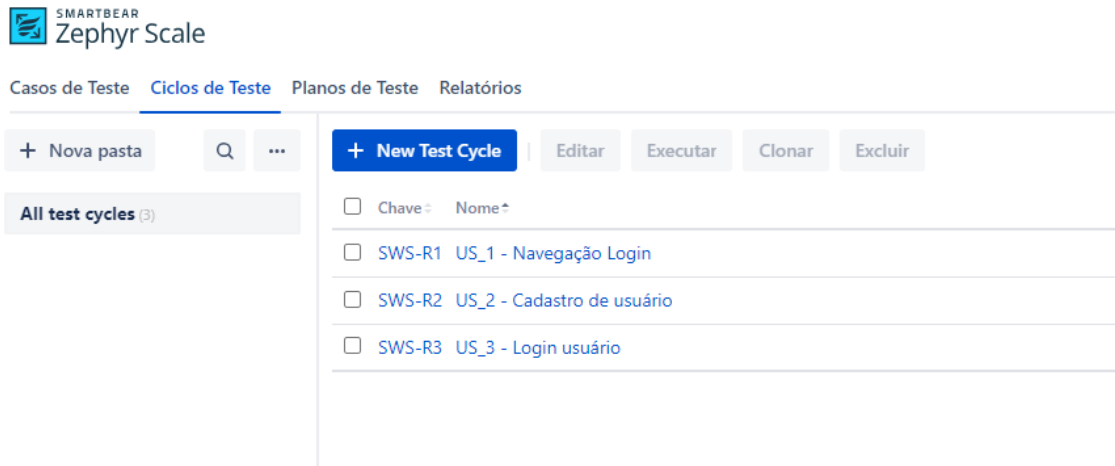 SMARTBEAR
Zephyr Scale
Casos de Teste Ciclos de Teste Planos de Teste Relatórios
+ Nova pasta ... + New Test Cycle Editar Executar Clonar Excluir
All test cycles (3)
Chave Nome
SWS-R1 US_1 - Navegação Login
SWS-R2 US_2 - Cadastro de usuário
SWS-R3 US_3 - Login usuário